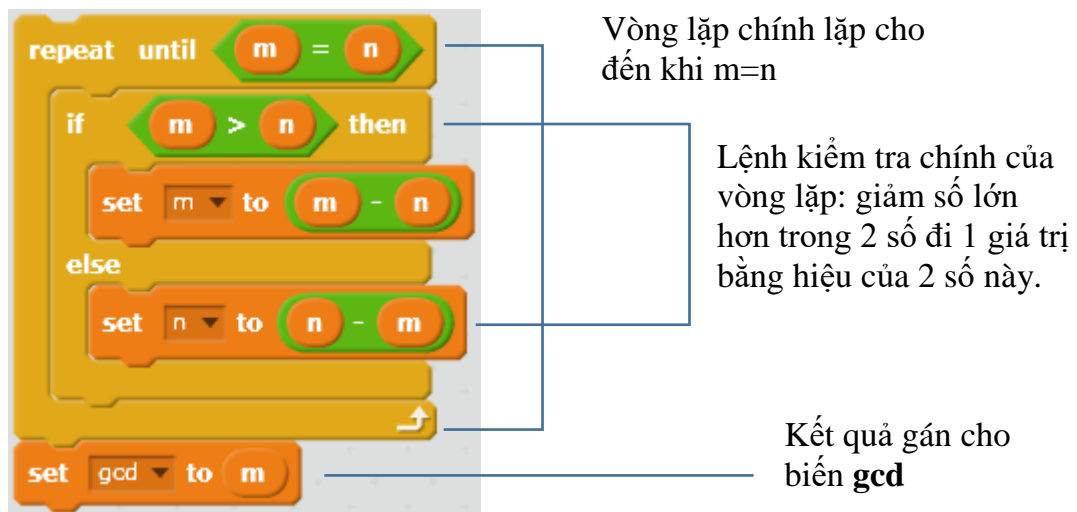 repeat until m = n
if m > n then
set m to m - n
else
set n to n - m
set gcd to m
Vòng lặp chính lặp cho
đến khi m=n
Lệnh kiểm tra chính của
vòng lặp: giảm số lớn
hơn trong 2 số đi 1 giá trị
bằng hiệu của 2 số này.
Kết quả gán cho
biến gcd